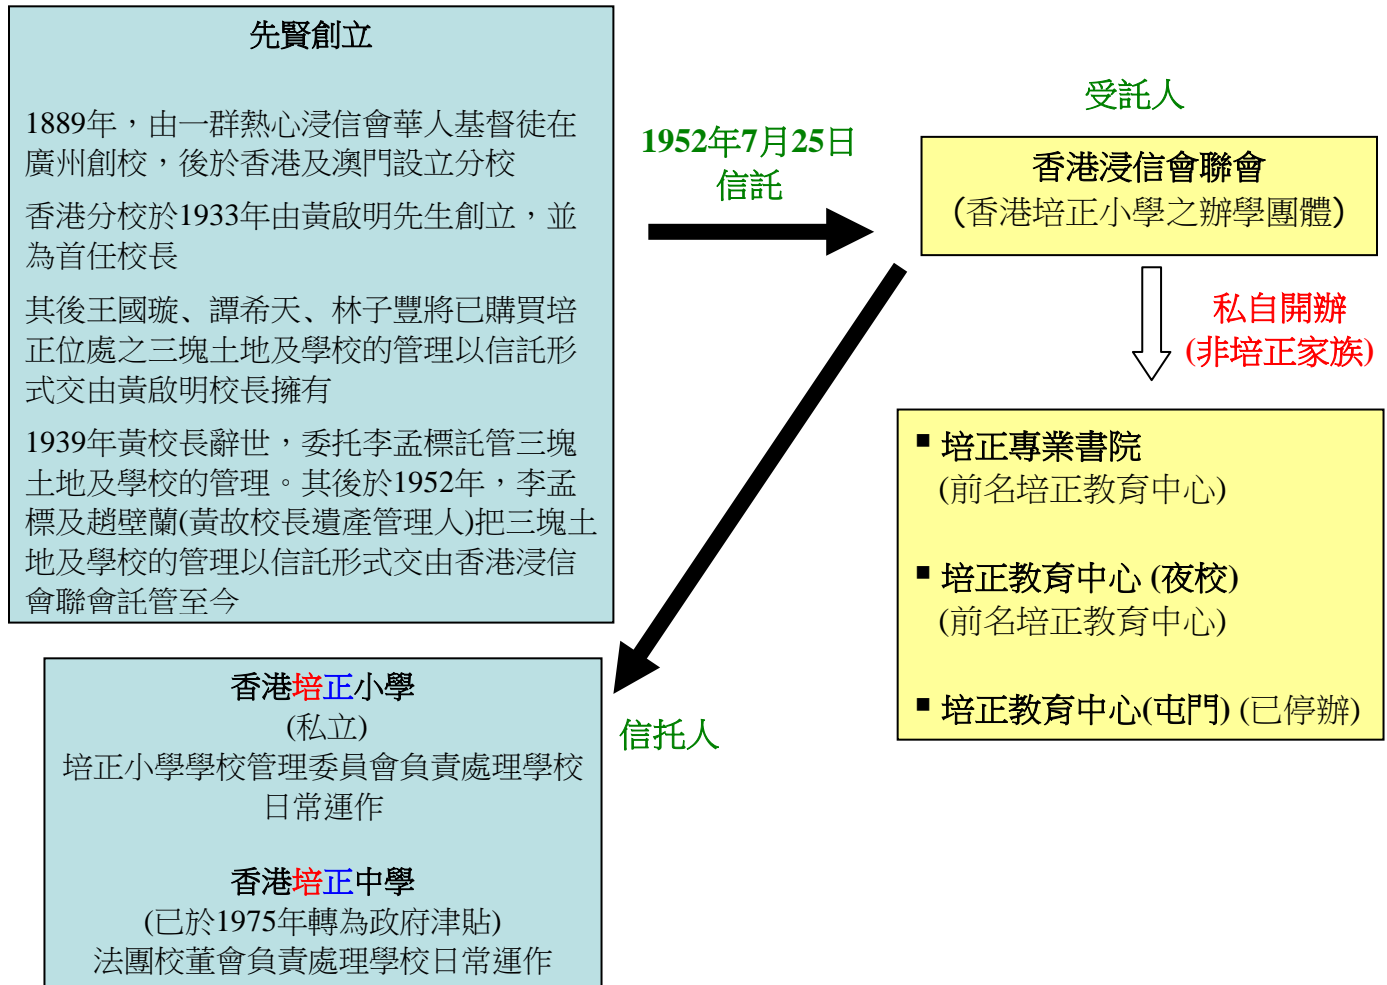 先賢創立
1889年，由一群熱心浸信會華人基督徒在
廣州創校，後於香港及澳門設立分校
香港分校於1933年由黃啟明先生創立，並
為首任校長
其後王國璇、譚希天、林子豐將已購買培
正位處之三塊土地及學校的管理以信託形
式交由黃啟明校長擁有
1939年黃校長辭世，委托李孟標託管三塊
土地及學校的管理。其後於1952年，李孟
標及趙璧蘭(黃故校長遺產管理人)把三塊土
地及學校的管理以信託形式交由香港浸信
會聯會託管至今
1952年7月25日
信託
受託人
香港浸信會聯會
(香港培正小學之辦學團體)
私自開辦
(非培正家族)
▪ 培正專業書院
(前名培正教育中心)
▪ 培正教育中心 (夜校)
(前名培正教育中心)
▪ 培正教育中心(屯門) (已停辦)
信托人
香港培正小學
(私立)
培正小學學校管理委員會負責處理學校
日常運作
香港培正中學
(已於1975年轉為政府津貼)
法團校董會負責處理學校日常運作